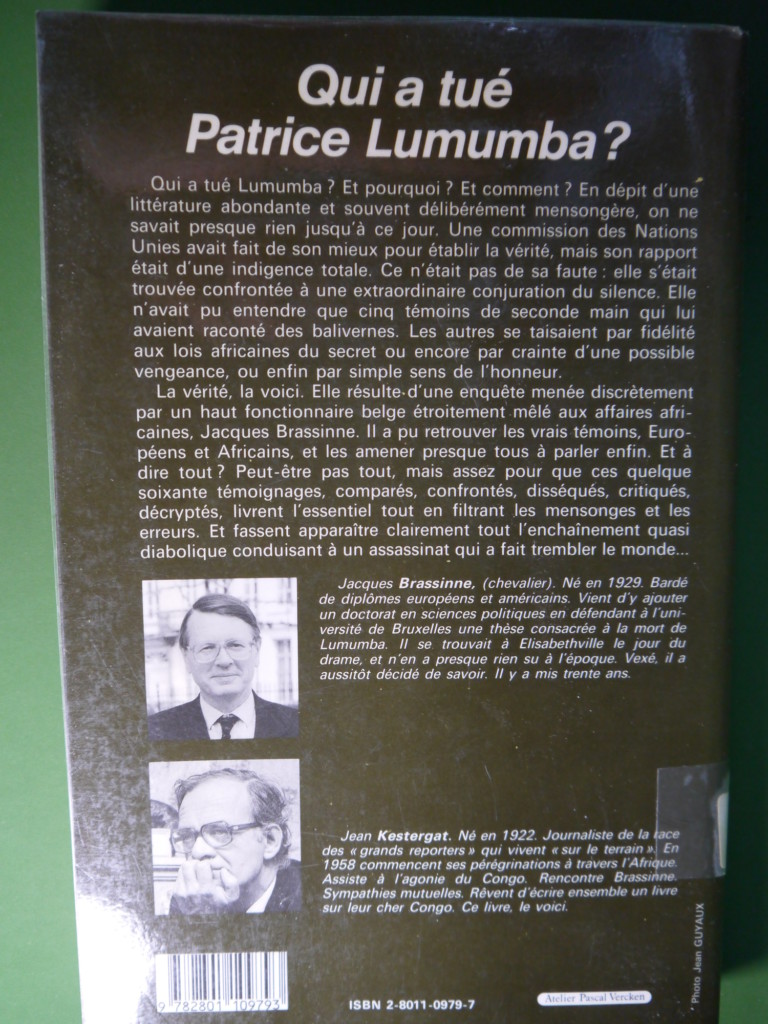 Qui a tué
Patrice Lumumba ?
Qui a tué Lumumba ? Et pourquoi ? Et comment ? En dépit d'une
littérature abondante et souvent délibérément mensongère, on ne
savait presque rien jusqu'à ce jour. Une commission des Nations
Unies avait fait de son mieux pour établir la vérité, mais son rapport
était d'une indigence totale. Ce n'était pas de sa faute : elle s'était
trouvée confrontée à une extraordinaire conjuration du silence. Elle
n'avait pu entendre que cinq témoins de seconde main qui lui
avaient raconté des balivernes. Les autres se taisaient par fidélité
aux lois africaines du secret ou encore par crainte d'une possible
vengeance, ou enfin par simple sens de l'honneur.
La vérité, la voici. Elle résulte d'une enquête menée discrètement
par un haut fonctionnaire belge étroitement mêlé aux affaires afri-
caines, Jacques Brassinne. Il a pu retrouver les vrais témoins, Euro-
péens et Africains, et les amener presque tous à parler enfin. Et à
dire tout ? Peut-être pas tout, mais assez pour que ces quelque
soixante témoignages, comparés, confrontés, disséqués, critiqués,
décryptés, livrent l'essentiel tout en filtrant les mensonges et les
erreurs. Et fassent apparaître clairement tout l'enchaînement quasi
diabolique conduisant à un assassinat qui a fait trembler le monde...
Jacques Brassinne, (chevalier). Né en 1929. Bardé
de diplômes européens et américains. Vient d'y ajouter
un doctorat en sciences politiques en défendant à l'uni-
versité de Bruxelles une thèse consacrée à la mort de
Lumumba. Il se trouvait à Elisabethville le jour du
drame, et n'en a presque rien su à l'époque. Vexé, il a
aussitôt décidé de savoir. Il y a mis trente ans.
Jean Kestergat. Né en 1922. Journaliste de la race
des « grands reporters » qui vivent « sur le terrain ». En
1958 commencent ses pérégrinations à travers l'Afrique.
Assiste à l'agonie du Congo. Rencontre Brassinne.
Sympathies mutuelles. Rêvent d'écrire ensemble un livre
sur leur cher Congo. Ce livre, le voici.
Photo Jean GUYAUX
9 782801 109793
ISBN 2-8011-0979-7
Atelier Pascal Vercken